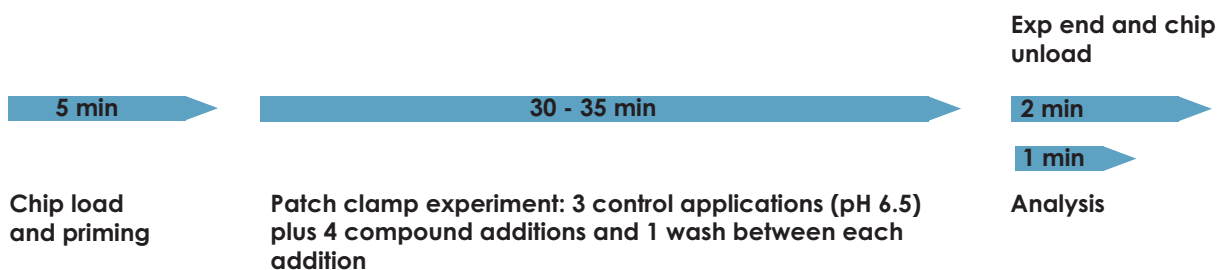 Exp end and chip
unload
5 min
30 - 35 min
2 min
1 min
Chip load
and priming
Patch clamp experiment: 3 control applications (pH 6.5)
plus 4 compound additions and 1 wash between each
addition
Analysis